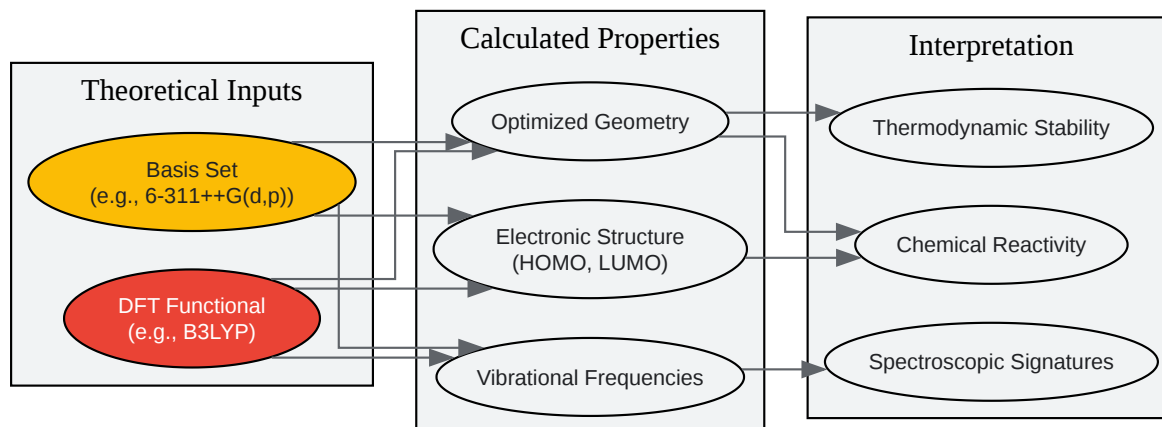 Theoretical Inputs
Basis Set
(e.g., 6-311++G(d,p))
DFT Functional
(e.g., B3LYP)
Calculated Properties
Optimized Geometry
Electronic Structure
(HOMO, LUMO)
Vibrational Frequencies
Interpretation
Thermodynamic Stability
Chemical Reactivity
Spectroscopic Signatures